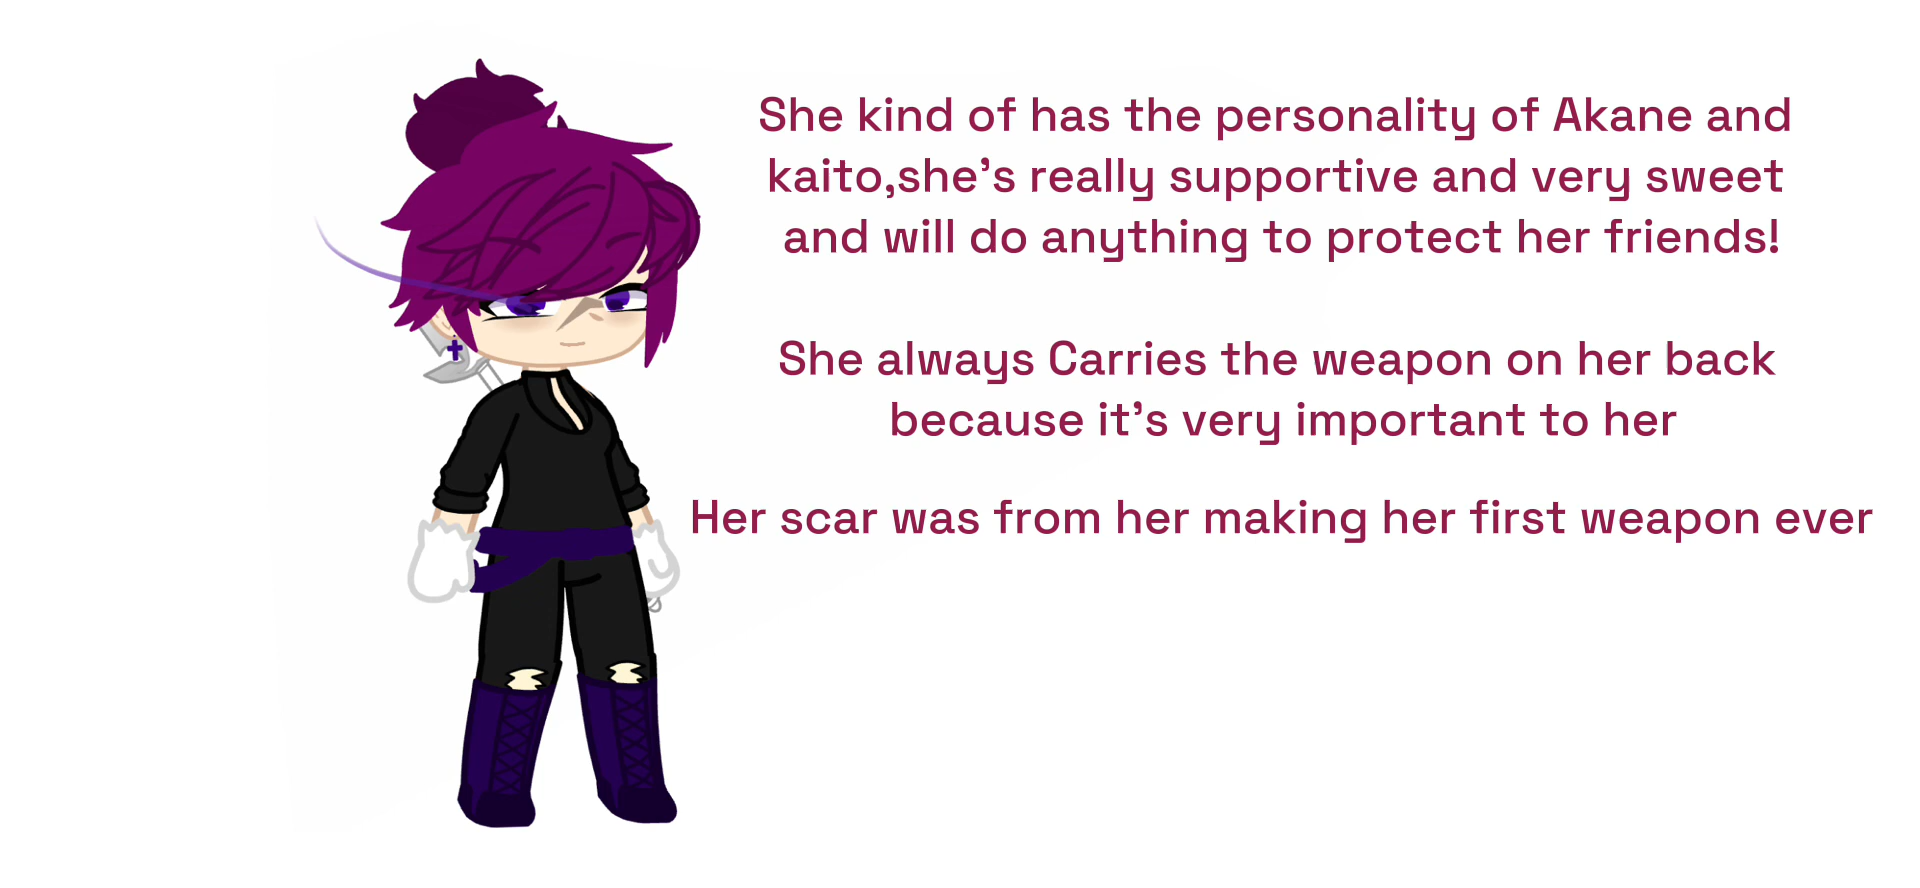 She kind of has the personality of Akane and
kaito,she's really supportive and very sweet
and will do anything to protect her friends!
She always Carries the weapon on her back
because it's very important to her
Her scar was from her making her first weapon ever